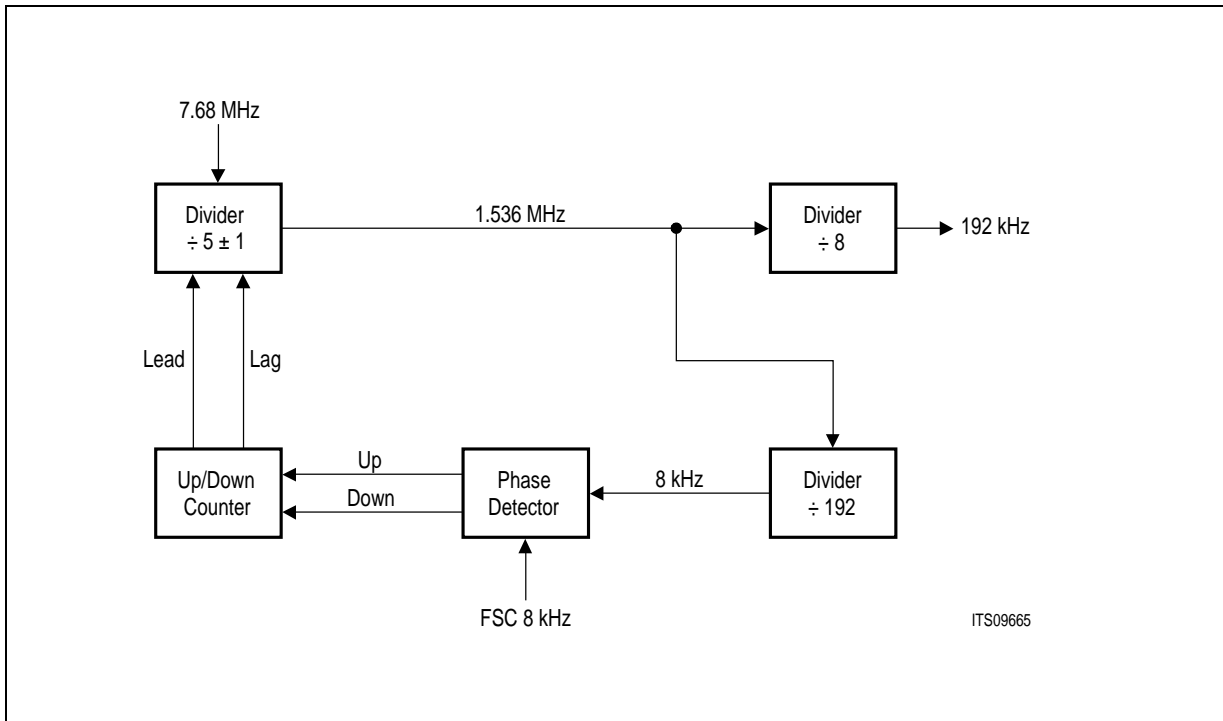 7.68 MHz
Divider
÷ 5 ± 1
1.536 MHz
Divider
÷ 8
192 kHz
Lead
Lag
Up/Down
Counter
Up
Down
Phase
Detector
8 kHz
Divider
÷ 192
FSC 8 kHz
ITS09665